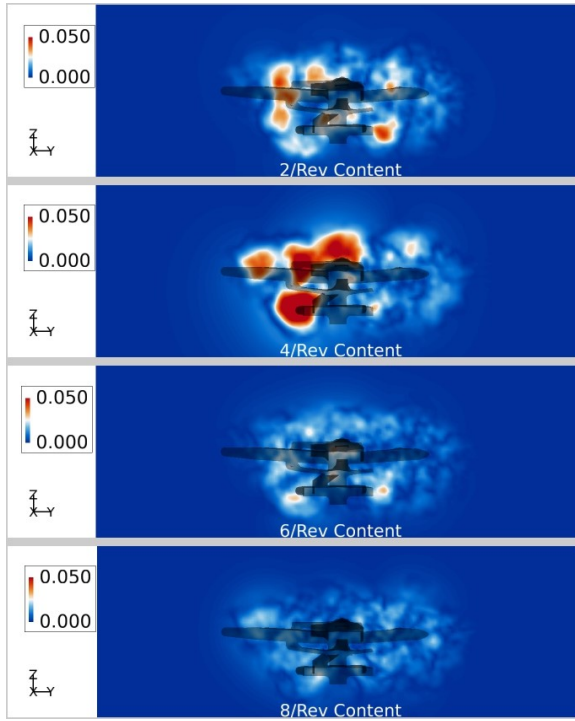 0.050
0.000
Z
X Y
2/Rev Content
0.050
0.000
Z
X Y
4/Rev Content
0.050
0.000
Z
X Y
6/Rev Content
0.050
0.000
Z
X Y
8/Rev Content